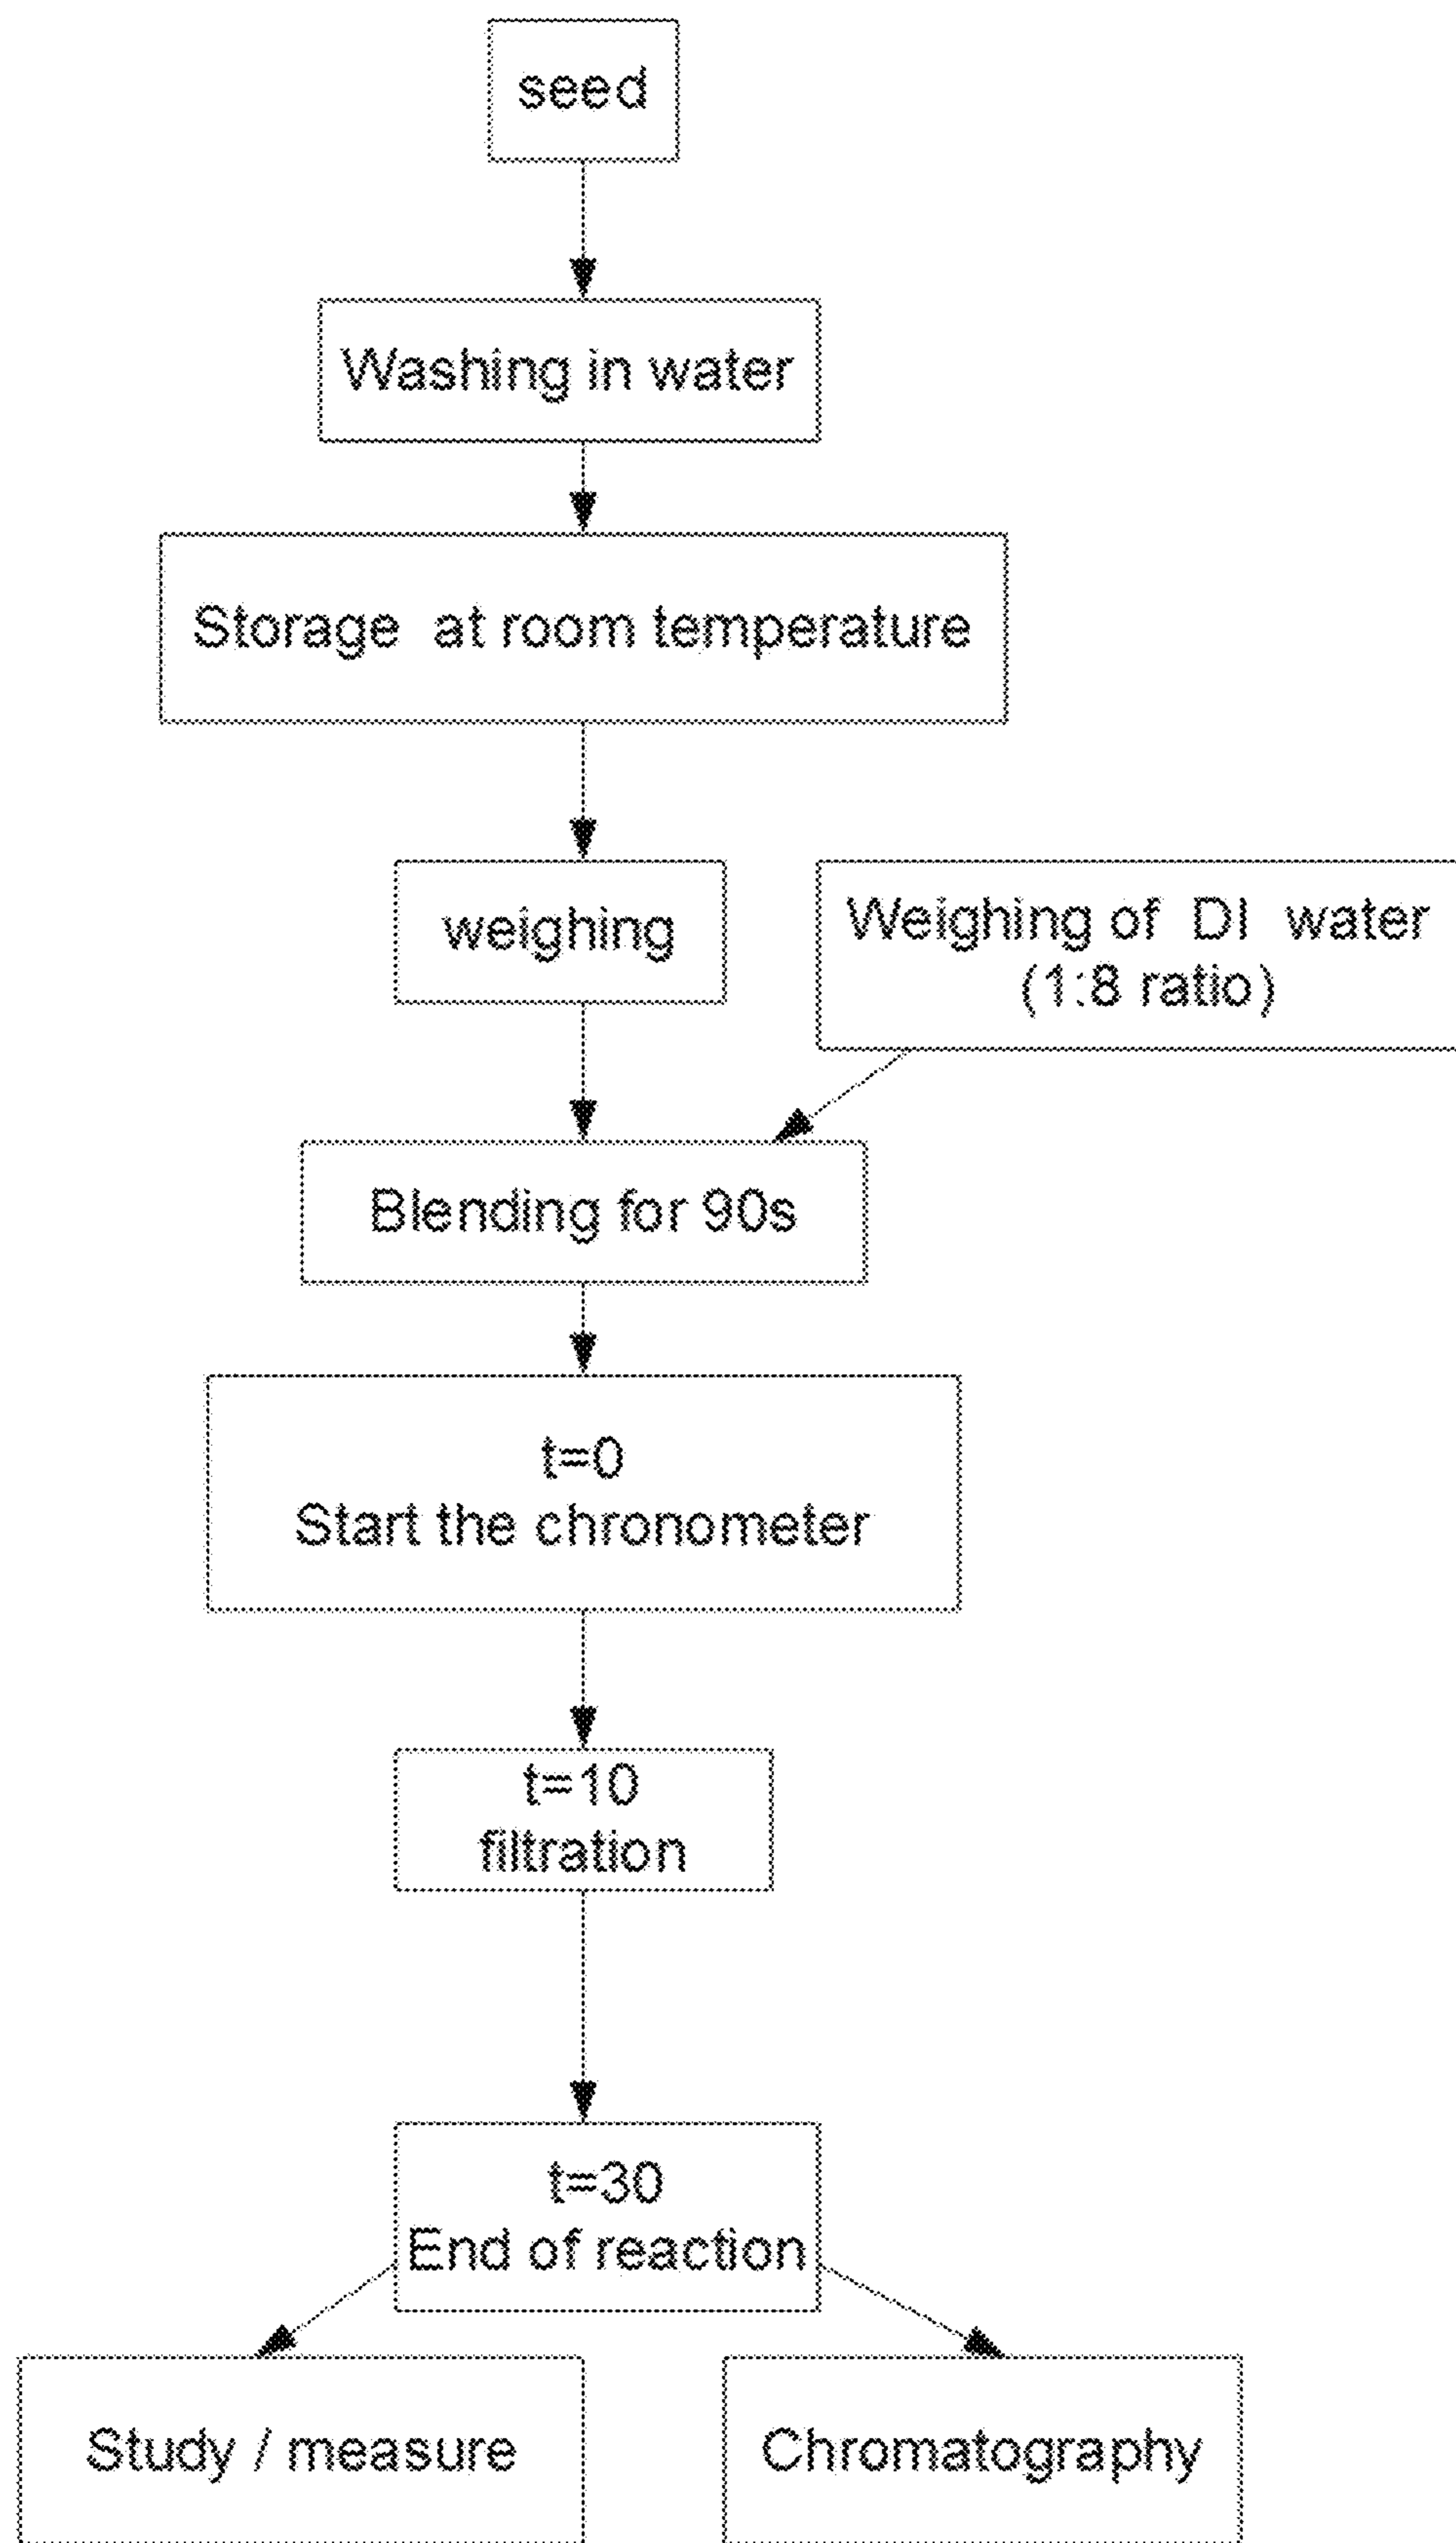 seed
Washing in water
Storage at room temperature
weighing
Weighing of DI water
(1:8 ratio)
Blending for 90s
t=0
Start the chronometer
t=10
filtration
t=30
End of reaction
Study / measure
Chromatography